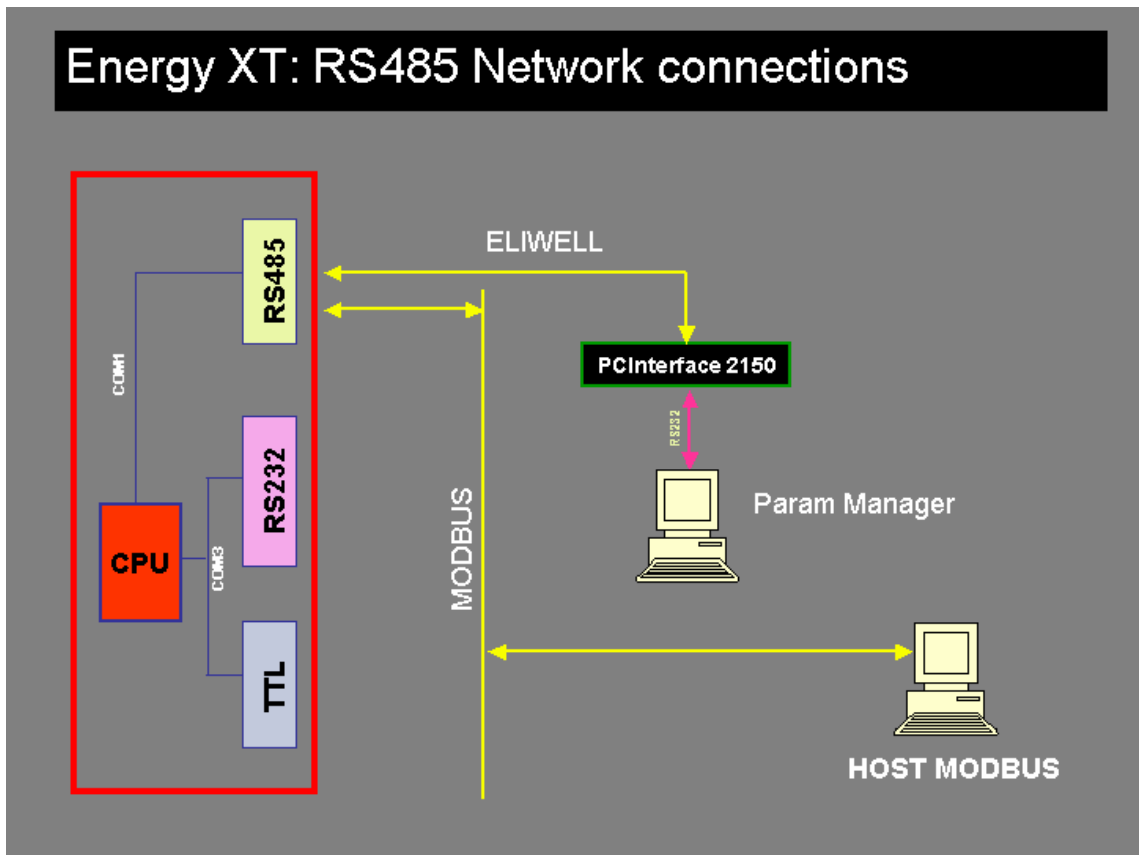 Energy XT: RS485 Network connections
ELIWELL
RS485
COM1
PCInterface 2150
RS232
RS232
Param Manager
MODBUS
CPU
COM3
TTL
HOST MODBUS